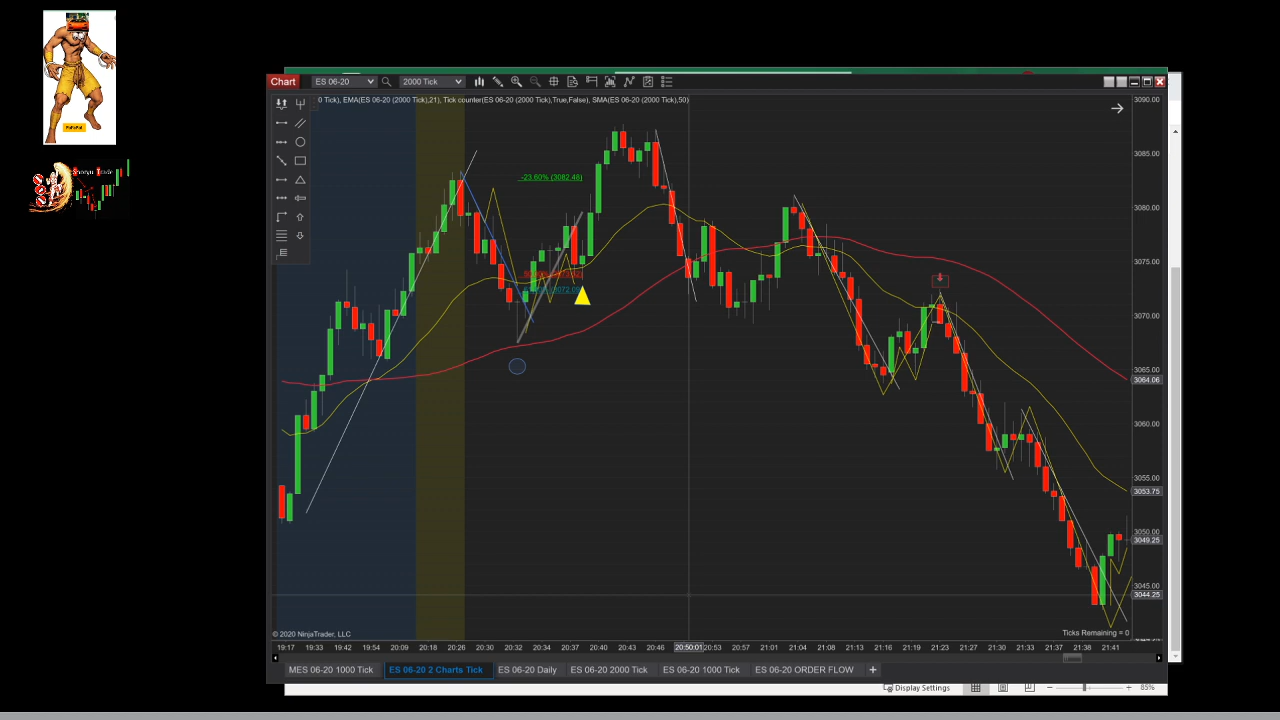 Chart
ES 06-20
2000 Tick
0 Tick), EMA(ES 06-20 (2000 Tick),21), Tick counter(ES 06-20 (2000 Tick),True,False), SMA(ES 06-20 (2000 Tick),50)
3090.00
3085.00
-23.60% (3082.48)
3080.00
3075.00
3070.00
3065.00
3064.06
3060.00
3055.00
3053.75
3050.00
3049.25
3045.00
3044.25
© 2020 NinjaTrader, LLC
Ticks Remaining = 0
19:17 19:33 19:42 19:54 20:09 20:18 20:26 20:30 20:32 20:34 20:37 20:40 20:46 20:50:01 20:53 20:57 21:01 21:04 21:08 21:13 21:16 21:19 21:23 21:27 21:31 21:34 21:38 21:41
MES 06-20 1000 Tick
ES 06-20 2 Charts Tick
ES 06-20 Daily
ES 06-20 2000 Tick
ES 06-20 1000 Tick
ES 06-20 ORDER FLOW
+
Display Settings
85%